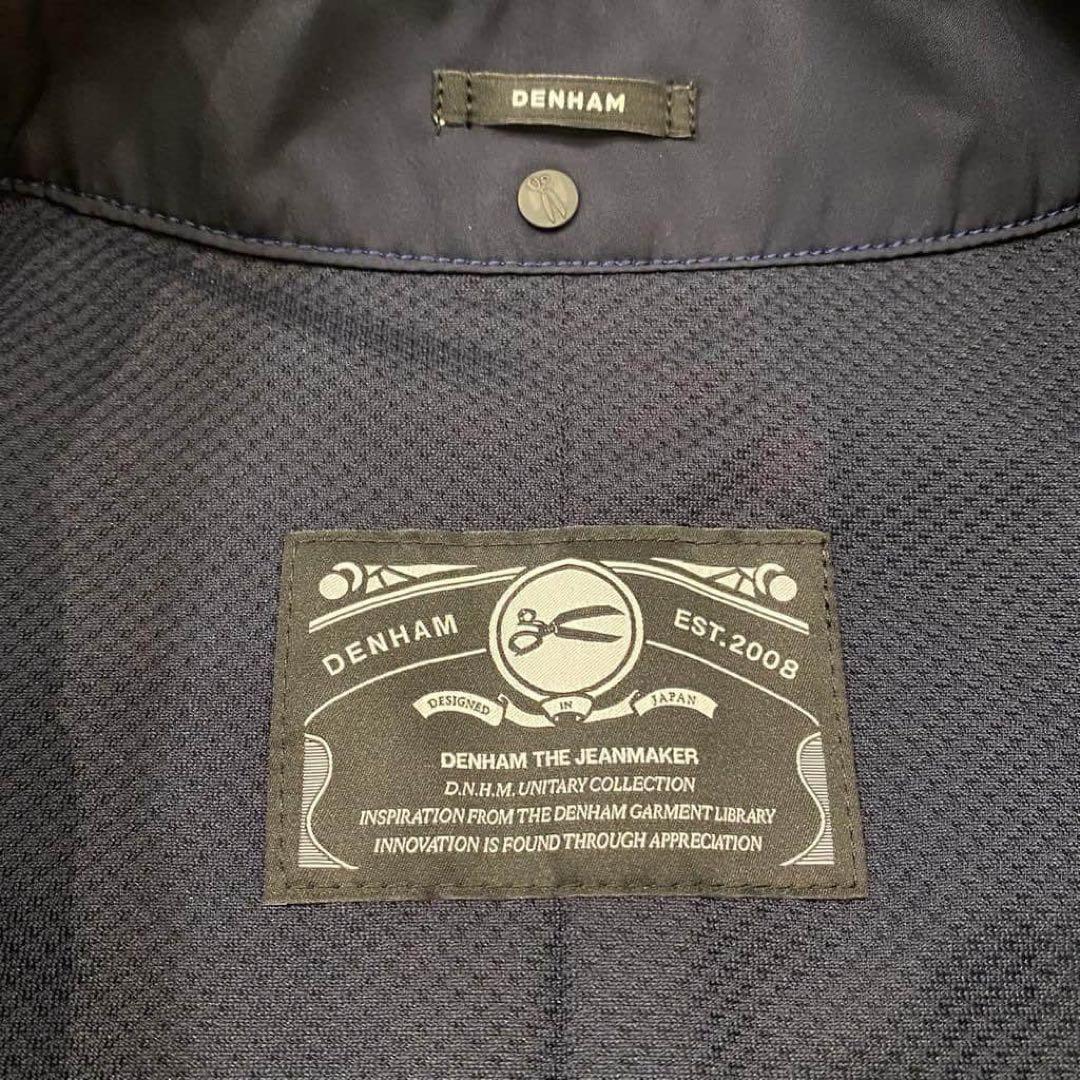 DENHAM
DENHAM
EST.2008
DESIGNED IN JAPAN
DENHAM THE JEANMAKER
D.N.H.M. UNITARY COLLECTION
INSPIRATION FROM THE DENHAM GARMENT LIBRARY
INNOVATION IS FOUND THROUGH APPRECIATION